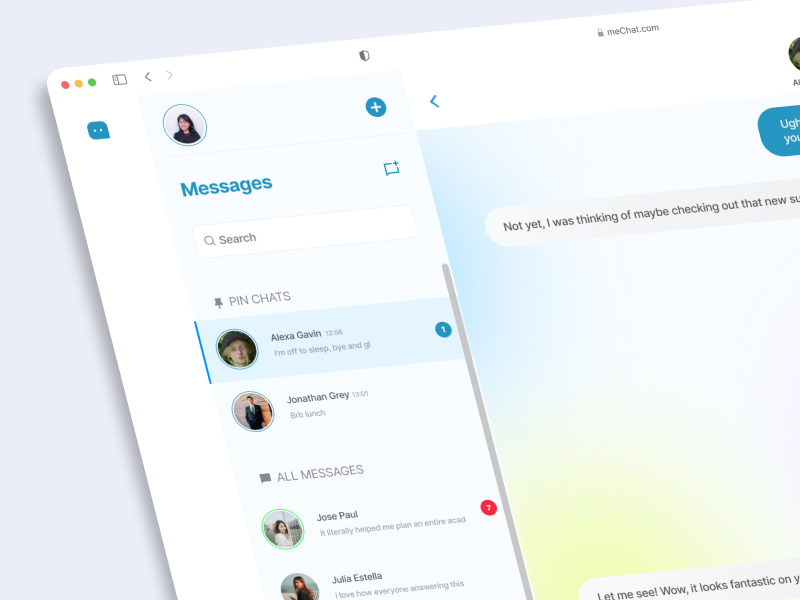 meChat.com
Messages
Search
PIN CHATS
Alexa Gavin 12:58
I'm off to sleep, bye and gl
1
Jonathan Grey 13:01
Brb lunch
ALL MESSAGES
Jose Paul
It literally helped me plan an entire acad
7
Julia Estella
i love how everyone answering this
Ugh
Not yet, I was thinking of maybe checking out that new
Let me see! Wow, it looks fantastic on